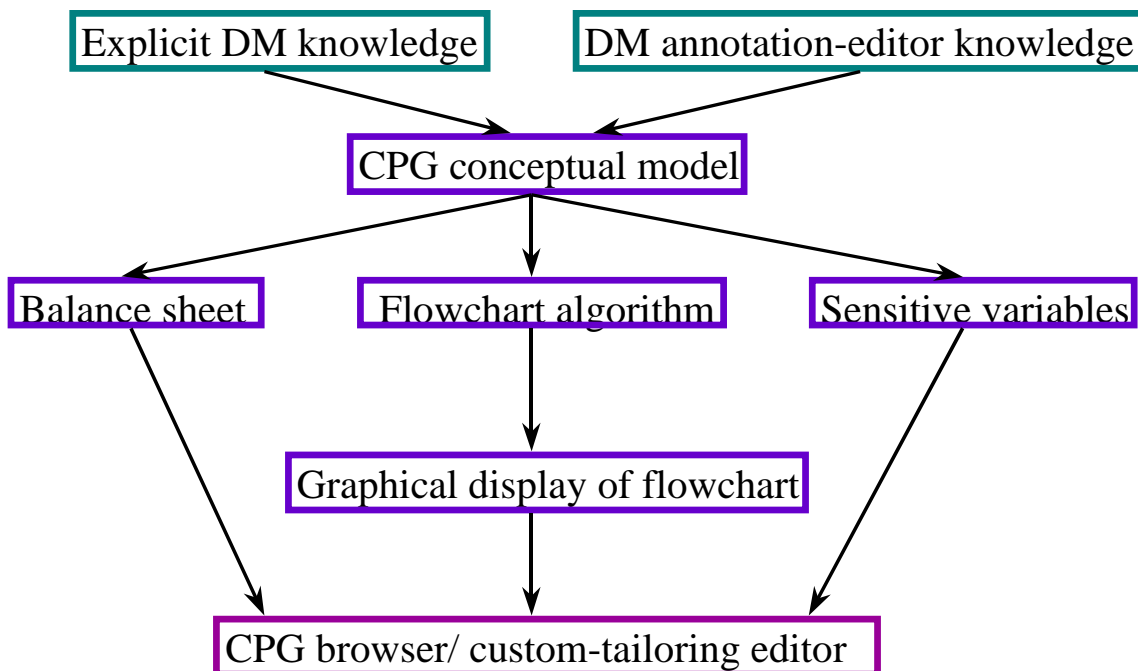 Explicit DM knowledge
DM annotation-editor knowledge
CPG conceptual model
Balance sheet
Flowchart algorithm
Sensitive variables
Graphical display of flowchart
CPG browser/ custom-tailoring editor